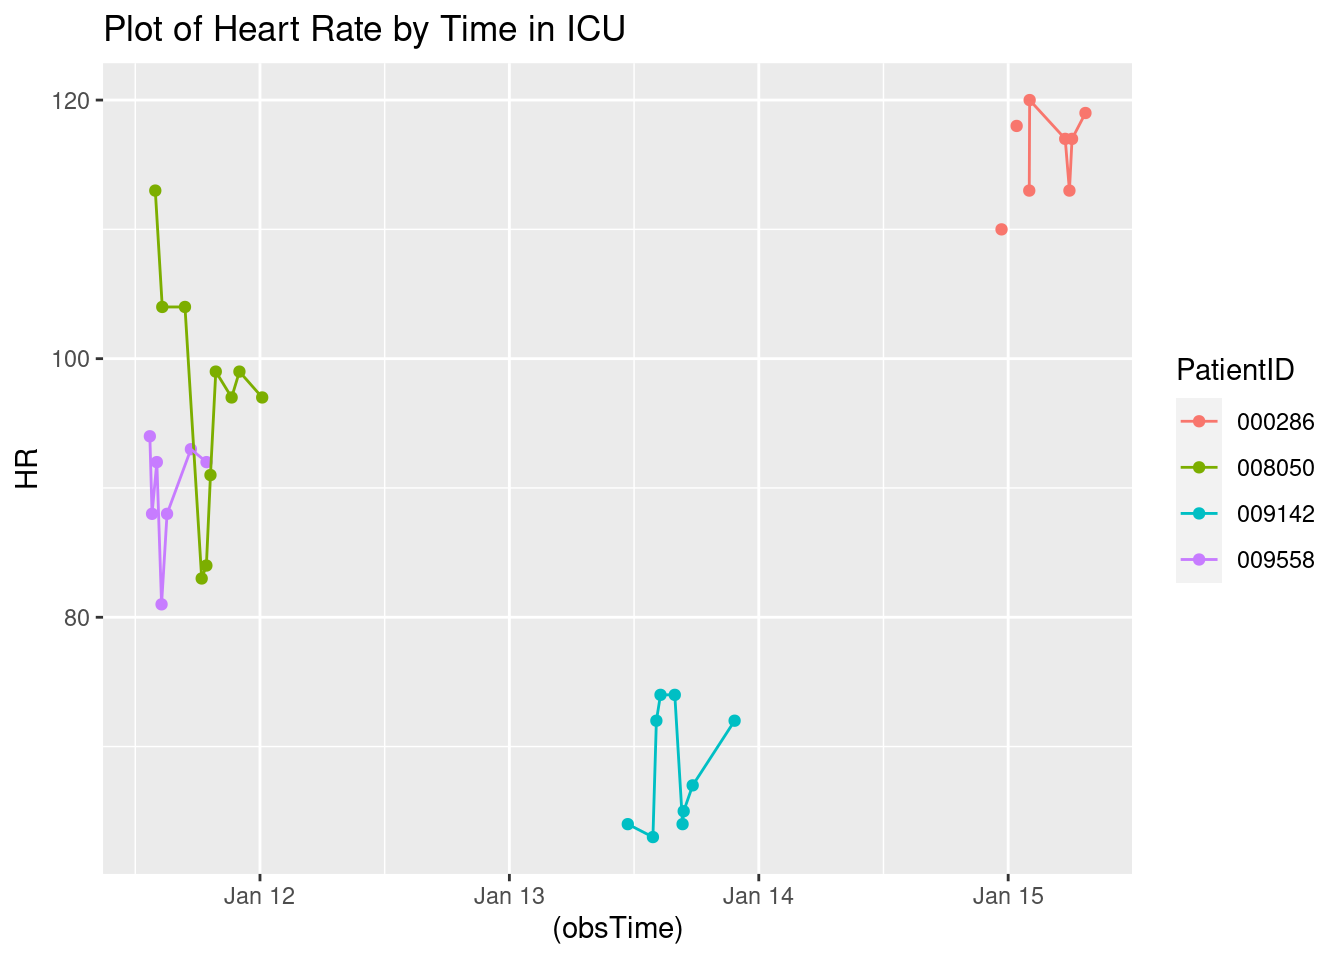 Plot of Heart Rate by Time in ICU
120
100
80
HR
Jan 12
Jan 13
Jan 14
Jan 15
(obsTime)
PatientID
000286
008050
009142
009558